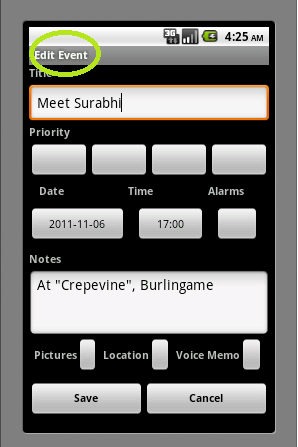 3G 4:25 AM
Edit Event
Title
Meet Surabhi
Priority
Date Time Alarms
2011-11-06 17:00
Notes
At "Crepevine", Burlingame
Pictures Location Voice Memo
Save Cancel